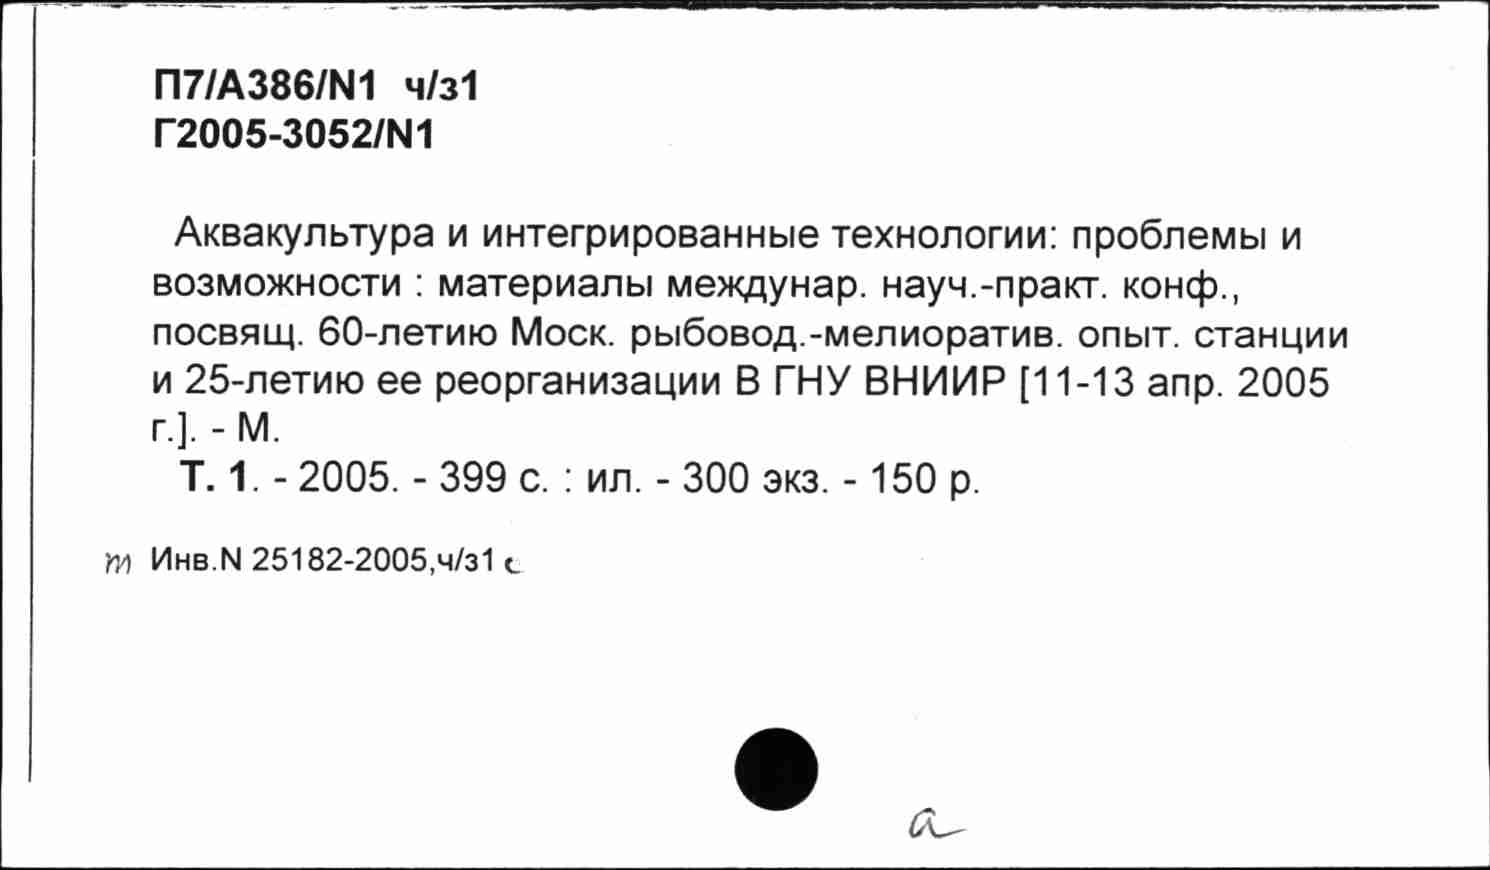 П7/А386/N1 ч/з1
Г2005-3052/N1
Аквакультура и интегрированные технологии: проблемы и
возможности : материалы междунар. науч.-практ. конф.,
посвящ. 60-летию Моск. рыбовод.-мелиоратив. опыт. станции
и 25-летию ее реорганизации В ГНУ ВНИИР [11-13 апр. 2005
г.]. - М.
Т. 1. - 2005. - 399 с. : ил. - 300 экз. - 150 р.
т Инв.N 25182-2005,ч/з1 с
а